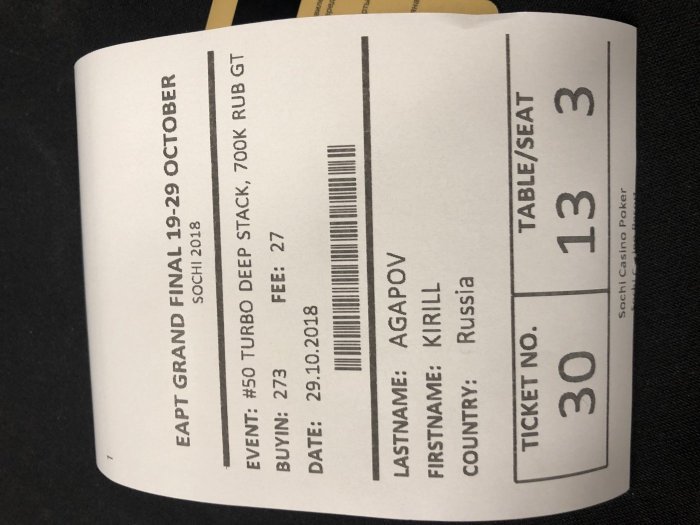 EAPT GRAND FINAL 19-29 OCTOBER
SOCHI 2018
EVENT: #50 TURBO DEEP STACK, 700K RUB GT
BUYIN: 273 FEE: 27
DATE: 29.10.2018
LASTNAME: AGAPOV
FIRSTNAME: KIRILL
COUNTRY: Russia
TICKET NO. TABLE/SEAT
30 13 3
Sochi Casino Poker